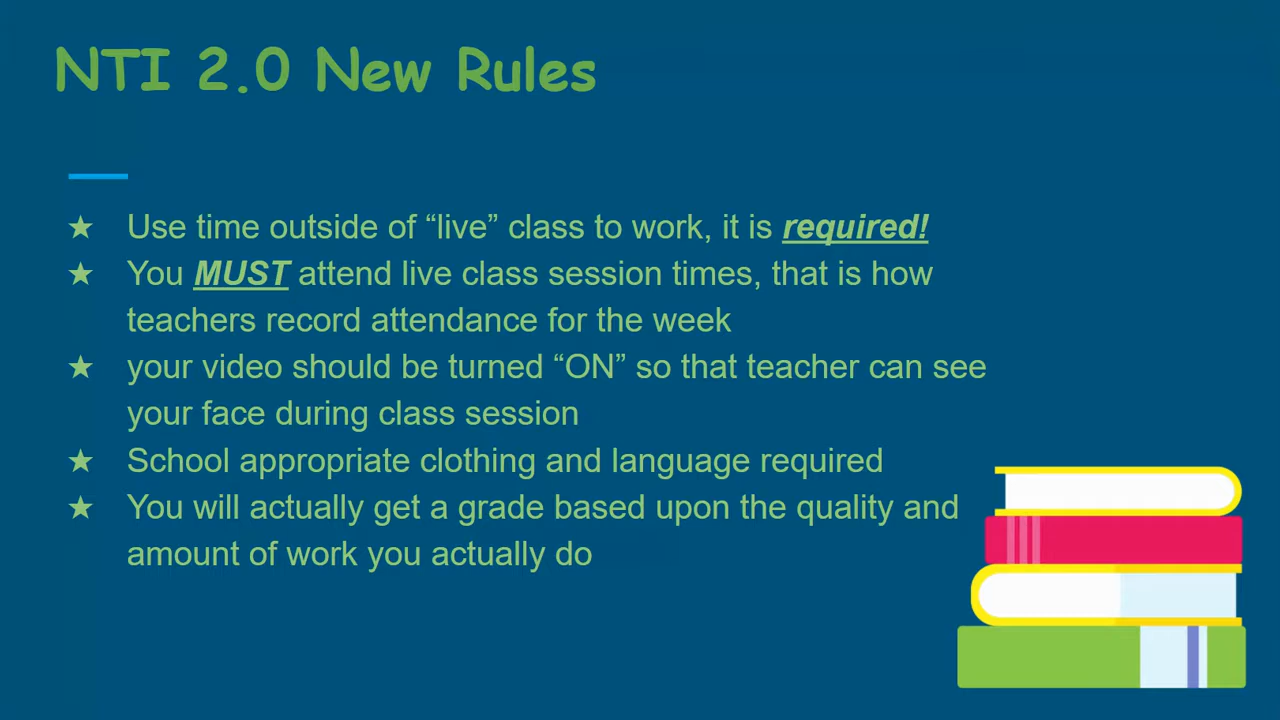 NTI 2.0 New Rules
★ Use time outside of “live” class to work, it is required!
★ You MUST attend live class session times, that is how
teachers record attendance for the week
★ your video should be turned “ON” so that teacher can see
your face during class session
★ School appropriate clothing and language required
★ You will actually get a grade based upon the quality and
amount of work you actually do